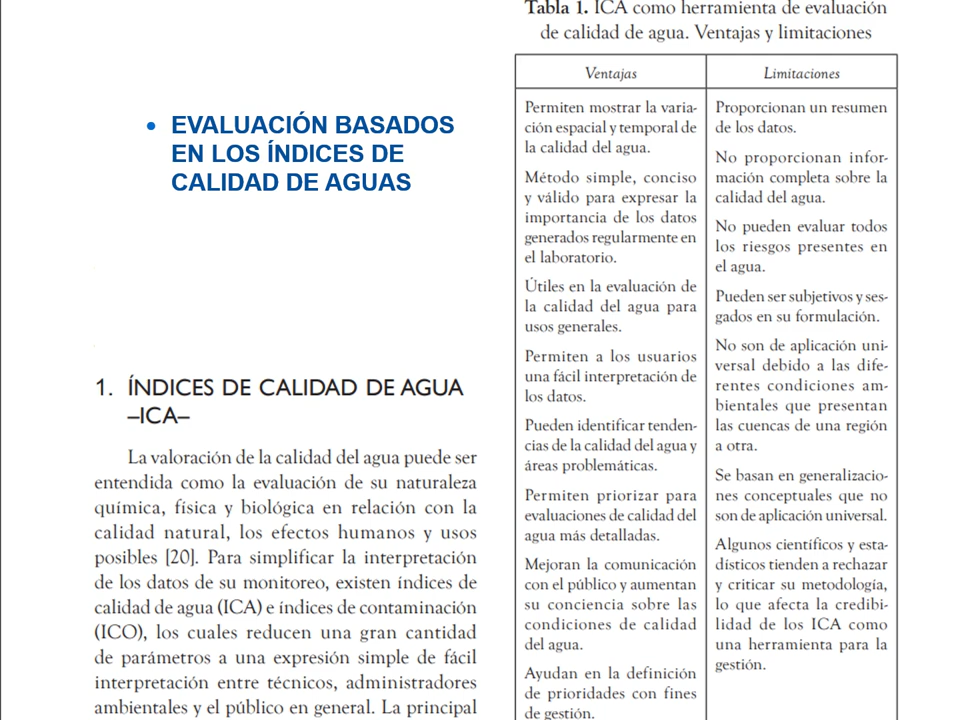 • EVALUACIÓN BASADOS
EN LOS ÍNDICES DE
CALIDAD DE AGUAS
1. ÍNDICES DE CALIDAD DE AGUA
–ICA–
La valoración de la calidad del agua puede ser
entendida como la evaluación de su naturaleza
química, física y biológica en relación con la
calidad natural, los efectos humanos y usos
posibles [20]. Para simplificar la interpretación
de los datos de su monitoreo, existen índices de
calidad de agua (ICA) e índices de contaminación
(ICO), los cuales reducen una gran cantidad
de parámetros a una expresión simple de fácil
interpretación entre técnicos, administradores
ambientales y el público en general. La principal
Tabla 1. ICA como herramienta de evaluación
de calidad de agua. Ventajas y limitaciones
Ventajas
Permiten mostrar la varia-
ción espacial y temporal de
la calidad del agua.
Método simple, conciso
y válido para expresar la
importancia de los datos
generados regularmente en
el laboratorio.
Útiles en la evaluación de
la calidad del agua para
usos generales.
Permiten a los usuarios
una fácil interpretación de
los datos.
Pueden identificar tenden-
cias de la calidad del agua y
áreas problemáticas.
Permiten priorizar para
evaluaciones de calidad del
agua más detalladas.
Mejoran la comunicación
con el público y aumentan
su conciencia sobre las
condiciones de calidad
del agua.
Ayudan en la definición
de prioridades con fines
de gestión.
Limitaciones
Proporcionan un resumen
de los datos.
No proporcionan infor-
mación completa sobre la
calidad del agua.
No pueden evaluar todos
los riesgos presentes en
el agua.
Pueden ser subjetivos y ses-
gados en su formulación.
No son de aplicación uni-
versal debido a las dife-
rentes condiciones am-
bientales que presentan
las cuencas de una región
a otra.
Se basan en generalizacio-
nes conceptuales que no
son de aplicación universal.
Algunos científicos y esta-
dísticos tienden a rechazar
y criticar su metodología,
lo que afecta la credibi-
lidad de los ICA como
una herramienta para la
gestión.